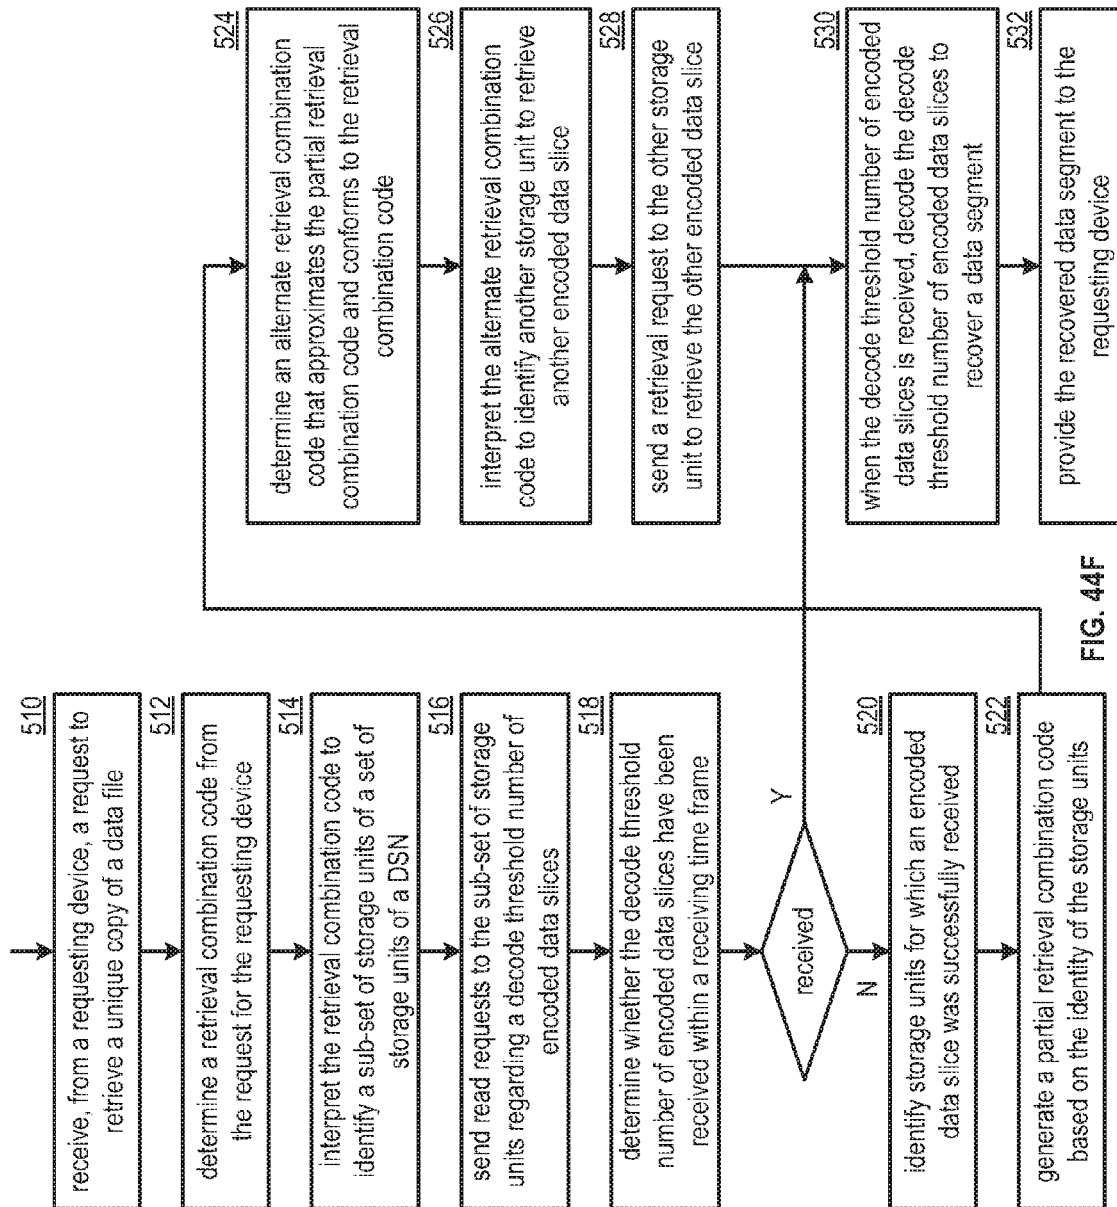 510
receive, from a requesting device, a request to
retrieve a unique copy of a data file
512
determine a retrieval combination code from
the request for the requesting device
514
interpret the retrieval combination code to
identify a sub-set of storage units of a set of
storage units of a DSN
516
send read requests to the sub-set of storage
units regarding a decode threshold number of
encoded data slices
518
determine whether the decode threshold
number of encoded data slices have been
received within a receiving time frame
received
Y
N
520
identify storage units for which an encoded
data slice was successfully received
522
generate a partial retrieval combination code
based on the identity of the storage units
524
determine an alternate retrieval combination
code that approximates the partial retrieval
combination code and conforms to the retrieval
combination code
526
interpret the alternate retrieval combination
code to identify another storage unit to retrieve
another encoded data slice
528
send a retrieval request to the other storage
unit to retrieve the other encoded data slice
530
when the decode threshold number of encoded
data slices is received, decode the decode
threshold number of encoded data slices to
recover a data segment
532
provide the recovered data segment to the
requesting device
FIG. 44F